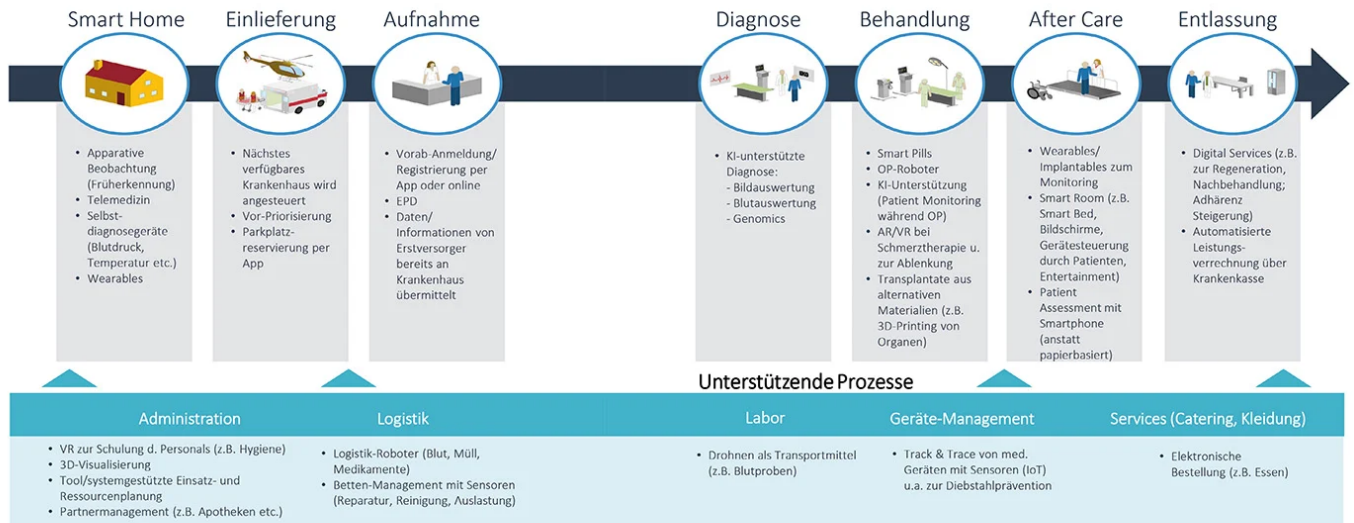 Smart Home
Einlieferung
Aufnahme
Diagnose
Behandlung
After Care
Entlassung
• Apparative
Beobachtung
(Früherkennung)
• Telemedizin
• Selbst-
diagnosegeräte
(Blutdruck,
Temperatur etc.)
• Wearables
• Nächstes
verfügbares
Krankenhaus wird
angesteuert
• Vor-Priorisierung
• Parkplatz-
reservierung per
App
• Vorab-Anmeldung/
Registrierung per
App oder online
• EPD
• Daten/
Informationen von
Erstversorger
bereits an
Krankenhaus
übermittelt
• KI-unterstützte
Diagnose:
- Bildauswertung
- Blutauswertung
- Genomics
• Smart Pills
• OP-Roboter
• KI-Unterstützung
(Patient Monitoring
während OP)
• AR/VR bei
Schmerztherapie u.
zur Ablenkung
• Transplantate aus
alternativen
Materialien (z.B.
3D-Printing von
Organen)
• Wearables/
Implantables zum
Monitoring
• Smart Room (z.B.
Smart Bed,
Bildschirme,
Gerätesteuerung
durch Patienten,
Entertainment)
• Patient
Assessment mit
Smartphone
(anstatt
papierbasiert)
• Digital Services (z.B.
zur Regeneration,
Nachbehandlung;
Adhärenz
Steigerung)
• Automatisierte
Leistungs-
verrechnung über
Krankenkasse
Unterstützende Prozesse
Administration
Logistik
Labor
Geräte-Management
Services (Catering, Kleidung)
• VR zur Schulung d. Personals (z.B. Hygiene)
• 3D-Visualisierung
• Tool/systemgestützte Einsatz- und
Ressourcenplanung
• Partnermanagement (z.B. Apotheken etc.)
• Logistik-Roboter (Blut, Müll,
Medikamente)
• Betten-Management mit Sensoren
(Reparatur, Reinigung, Auslastung)
• Drohnen als Transportmittel
(z.B. Blutproben)
• Track & Trace von med.
Geräten mit Sensoren (IoT)
u.a. zur Diebstahlprävention
• Elektronische
Bestellung (z.B. Essen)